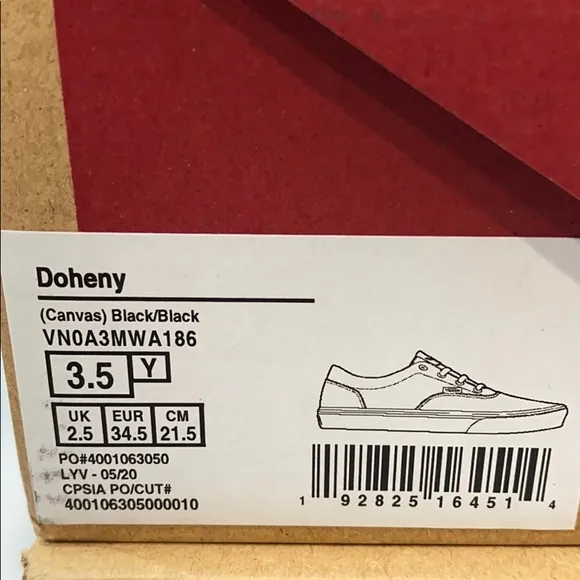 Doheny
(Canvas) Black/Black
VN0A3MWA186
3.5 Y
UK EUR CM
2.5 34.5 21.5
PO#4001063050
LYV - 05/20
CPSIA PO/CUT#
400106305000010
1 92825 16451 4